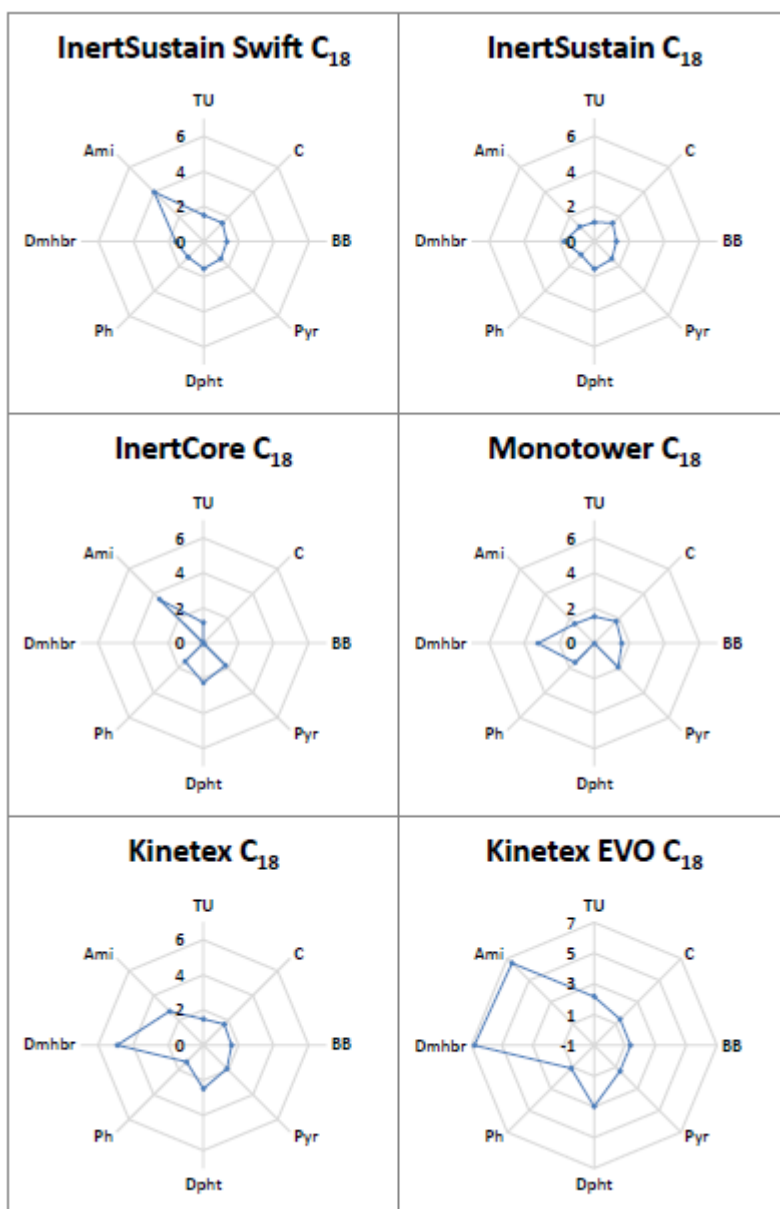 InertSustain Swift C₁₈
TU
6
4
2
0
C
BB
Pyr
Dpht
Ph
Dmhbr
Ami
InertSustain C₁₈
TU
6
4
2
0
C
BB
Pyr
Dpht
Ph
Dmhbr
Ami
InertCore C₁₈
TU
6
4
2
0
C
BB
Pyr
Dpht
Ph
Dmhbr
Ami
Monotower C₁₈
TU
6
4
2
0
C
BB
Pyr
Dpht
Ph
Dmhbr
Ami
Kinetex C₁₈
TU
6
4
2
0
C
BB
Pyr
Dpht
Ph
Dmhbr
Ami
Kinetex EVO C₁₈
TU
7
5
3
1
-1
C
BB
Pyr
Dpht
Ph
Dmhbr
Ami